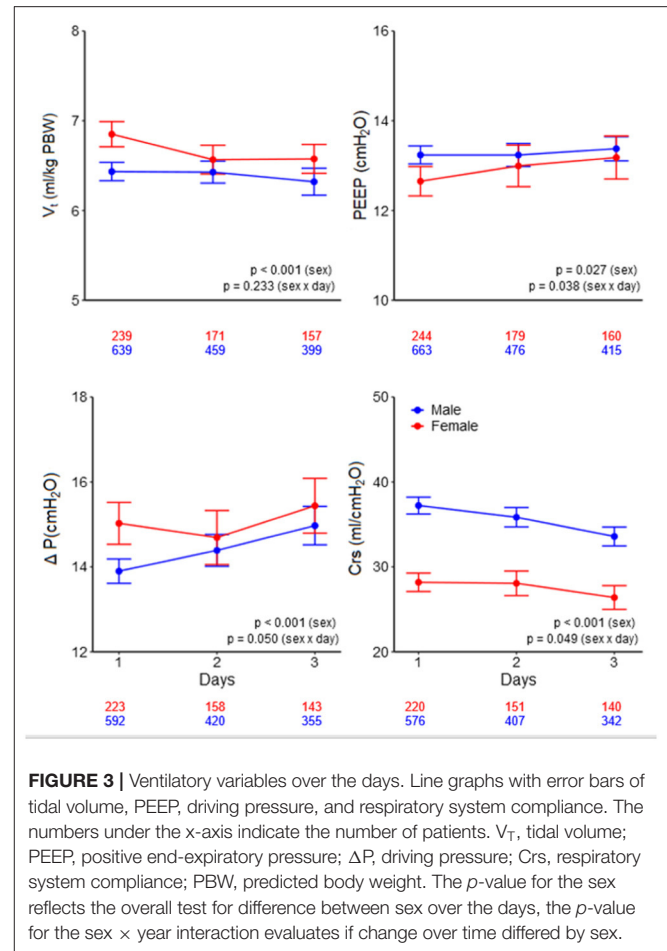 8
7
6
5
Vt (ml/kg PBW)
p < 0.001 (sex)
p = 0.233 (sex x day)
239 171 157
639 459 399
16
14
12
10
PEEP (cmH2O)
p = 0.027 (sex)
p = 0.038 (sex x day)
244 179 160
663 476 415
18
16
14
12
Δ P(cmH2O)
p < 0.001 (sex)
p = 0.050 (sex x day)
1 2 3
Days
223 158 143
592 420 355
50
40
30
20
Crs (ml/cmH2O)
Male
Female
p < 0.001 (sex)
p = 0.049 (sex x day)
1 2 3
Days
220 151 140
576 407 342
FIGURE 3 | Ventilatory variables over the days. Line graphs with error bars of
tidal volume, PEEP, driving pressure, and respiratory system compliance. The
numbers under the x-axis indicate the number of patients. VT, tidal volume;
PEEP, positive end-expiratory pressure; ΔP, driving pressure; Crs, respiratory
system compliance; PBW, predicted body weight. The p-value for the sex
reflects the overall test for difference between sex over the days, the p-value
for the sex × year interaction evaluates if change over time differed by sex.